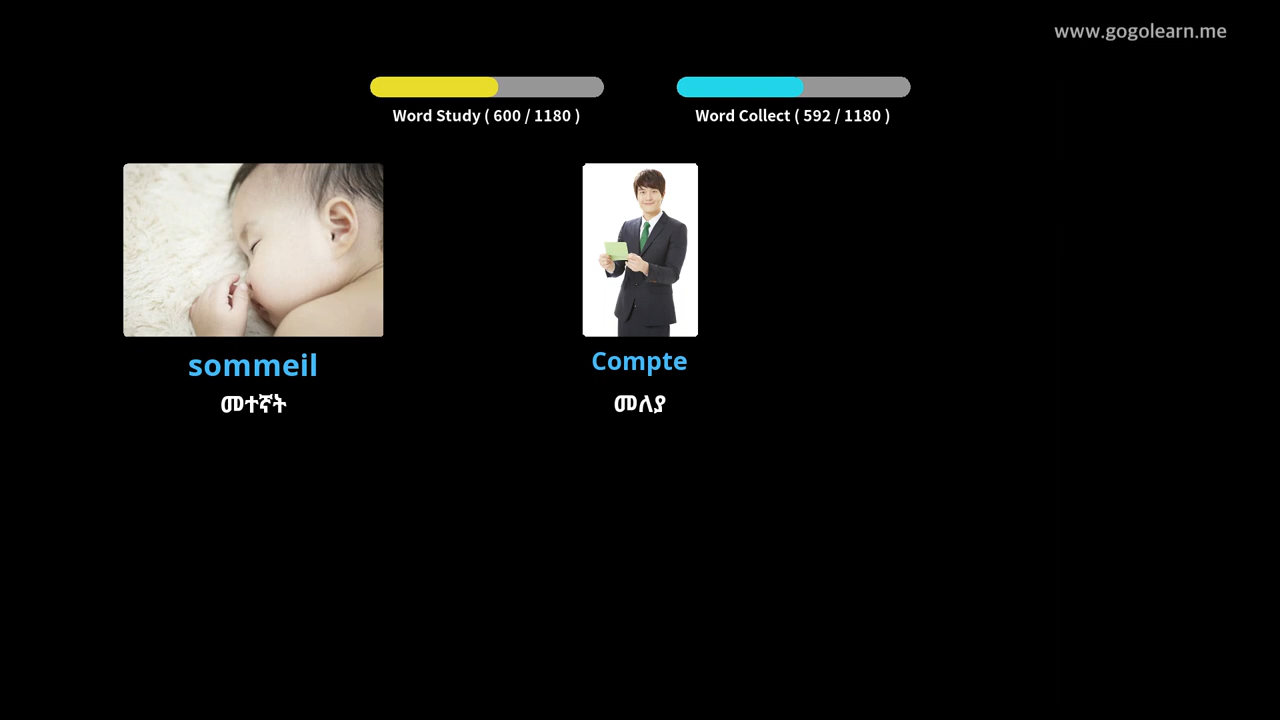 www.gogolearn.me
Word Study ( 600 / 1180 )
Word Collect ( 592 / 1180 )
sommeil
መተኛት
Compte
መለያ